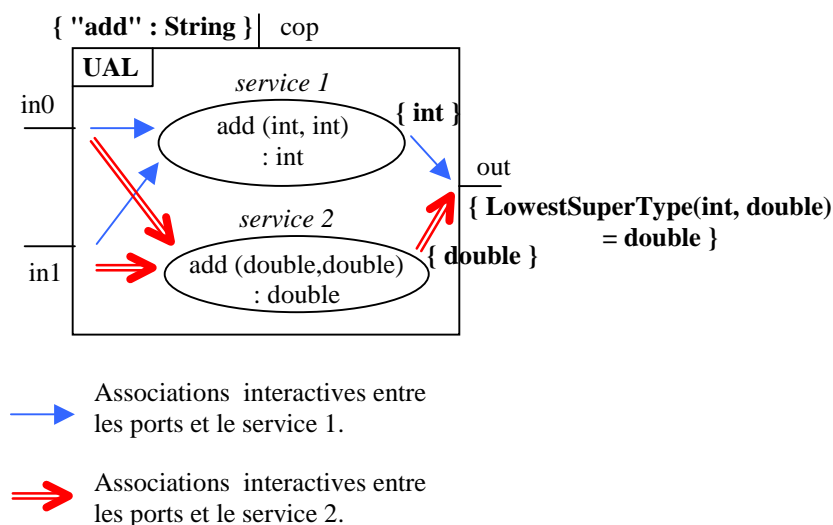 { "add" : String } cop
UAL
service 1
in0
add (int, int)
: int
{ int }
out
{ LowestSuperType(int, double)
= double }
service 2
in1
add (double,double)
: double
{ double }
Associations interactives entre
les ports et le service 1.
Associations interactives entre
les ports et le service 2.